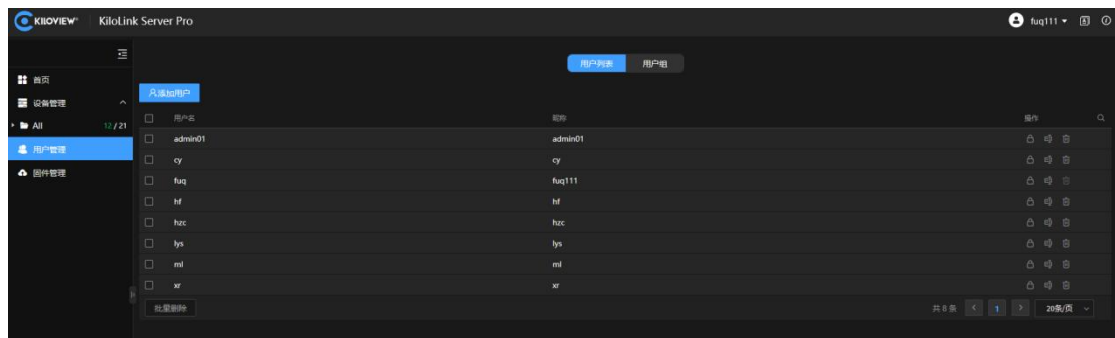 KILOVIEW® KiloLink Server Pro fuq111
用户列表 用户组
首页
添加用户
设备管理
用户名 昵称 操作
All 12 / 21
admin01 admin01
用户管理
cy cy
固件管理
fuq fuq111
hf hf
hzc hzc
lys lys
ml ml
xr xr
批量删除 共 8 条 1 20条/页